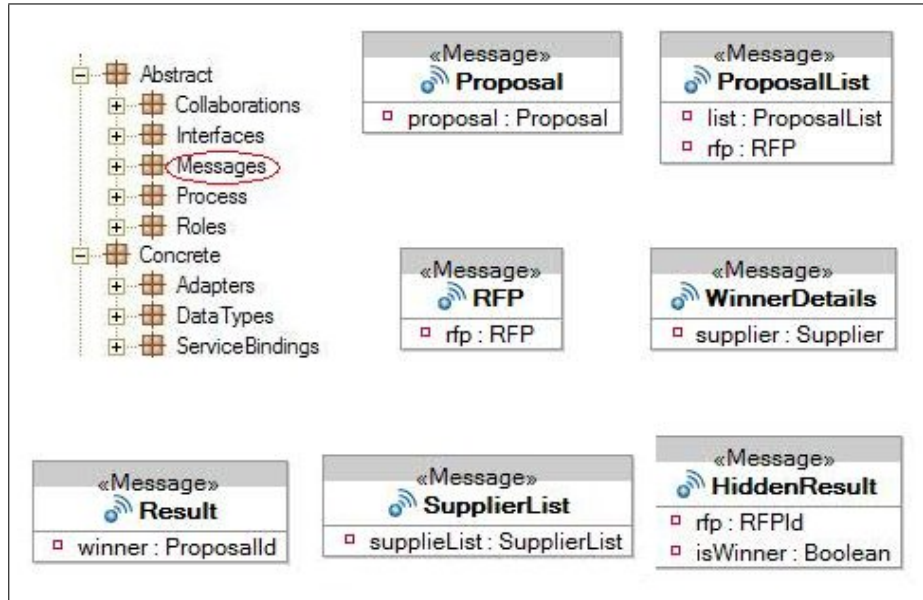 Abstract
Collaborations
Interfaces
Messages
Process
Roles
Concrete
Adapters
DataTypes
ServiceBindings
«Message»
Proposal
proposal : Proposal
«Message»
ProposalList
list : ProposalList
rfp : RFP
«Message»
RFP
rfp : RFP
«Message»
WinnerDetails
supplier : Supplier
«Message»
Result
winner : ProposalId
«Message»
SupplierList
supplieList : SupplierList
«Message»
HiddenResult
rfp : RFPId
isWinner : Boolean